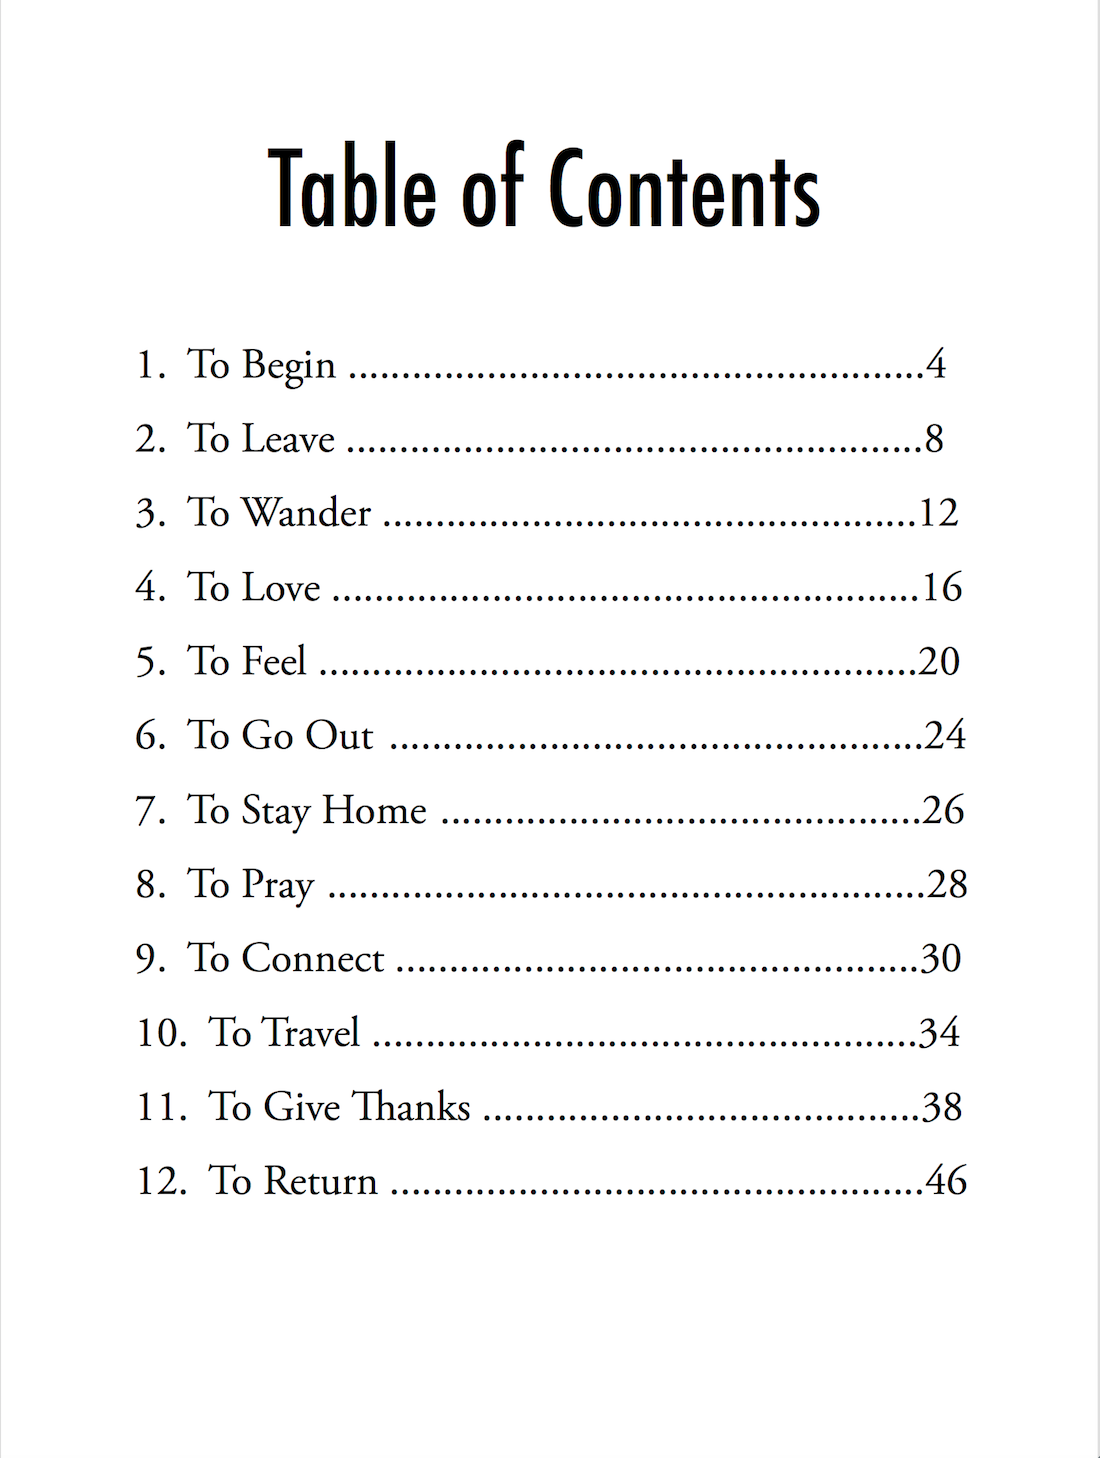 Table of Contents
1. To Begin ................................................4
2. To Leave ................................................8
3. To Wander .............................................12
4. To Love .................................................16
5. To Feel ..................................................20
6. To Go Out .............................................24
7. To Stay Home ........................................26
8. To Pray ..................................................28
9. To Connect ............................................30
10. To Travel ..............................................34
11. To Give Thanks .....................................38
12. To Return .............................................46